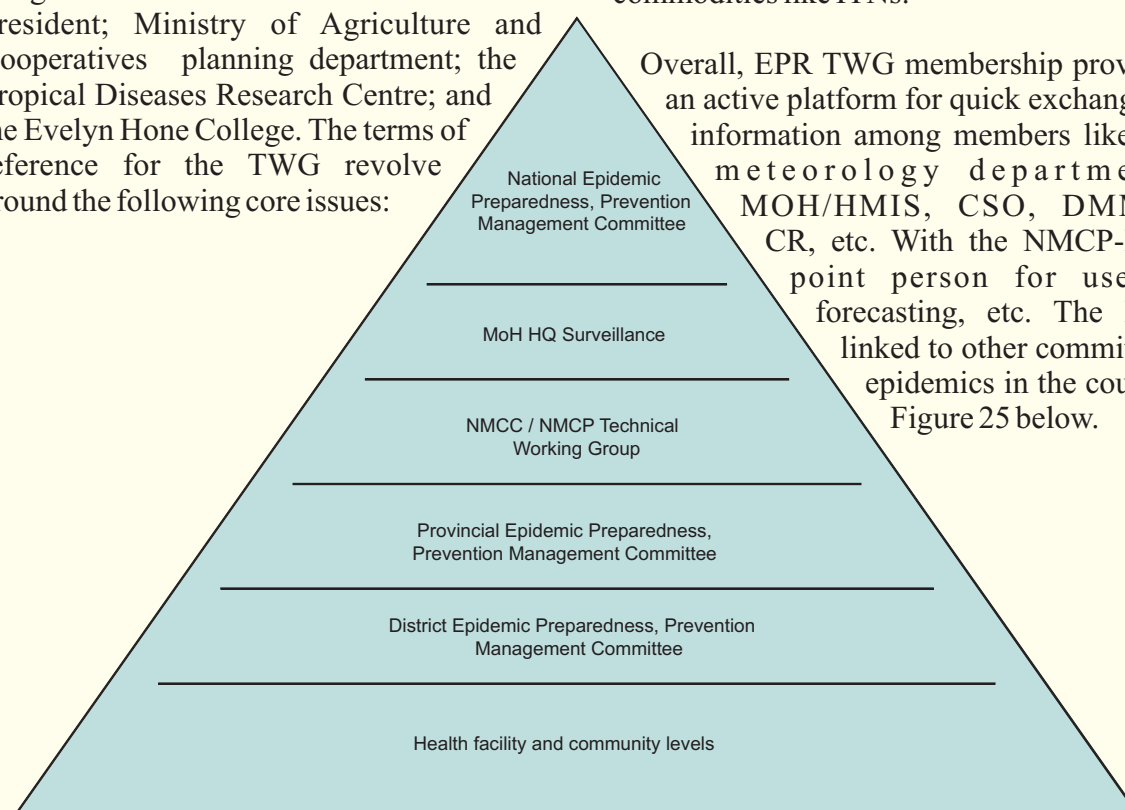 resident; Ministry of Agriculture and
ooperatives planning department; the
ropical Diseases Research Centre; and
he Evelyn Hone College. The terms of
eference for the TWG revolve
round the following core issues:
commodities like ITNs.
Overall, EPR TWG membership prov
an active platform for quick exchang
information among members like
meteorology departme
MOH/HMIS, CSO, DMM
CR, etc. With the NMCP-
point person for use
forecasting, etc. The
linked to other commi
epidemics in the cou
Figure 25 below.
National Epidemic
Preparedness, Prevention
Management Committee
MoH HQ Surveillance
NMCC / NMCP Technical
Working Group
Provincial Epidemic Preparedness,
Prevention Management Committee
District Epidemic Preparedness, Prevention
Management Committee
Health facility and community levels